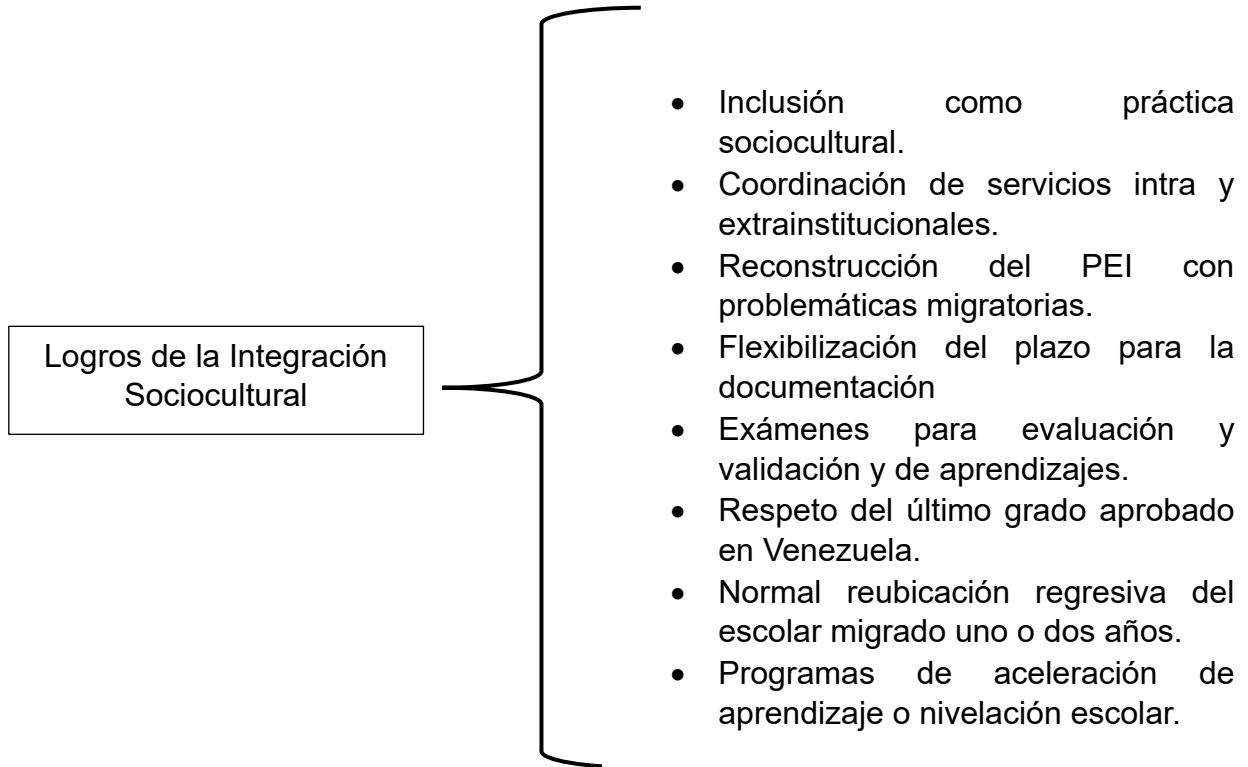 Logros de la Integración
Sociocultural
• Inclusión como práctica
sociocultural.
• Coordinación de servicios intra y
extrainstitucionales.
• Reconstrucción del PEI con
problemáticas migratorias.
• Flexibilización del plazo para la
documentación
• Exámenes para evaluación y
validación y de aprendizajes.
• Respeto del último grado aprobado
en Venezuela.
• Normal reubicación regresiva del
escolar migrado uno o dos años.
• Programas de aceleración de
aprendizaje o nivelación escolar.